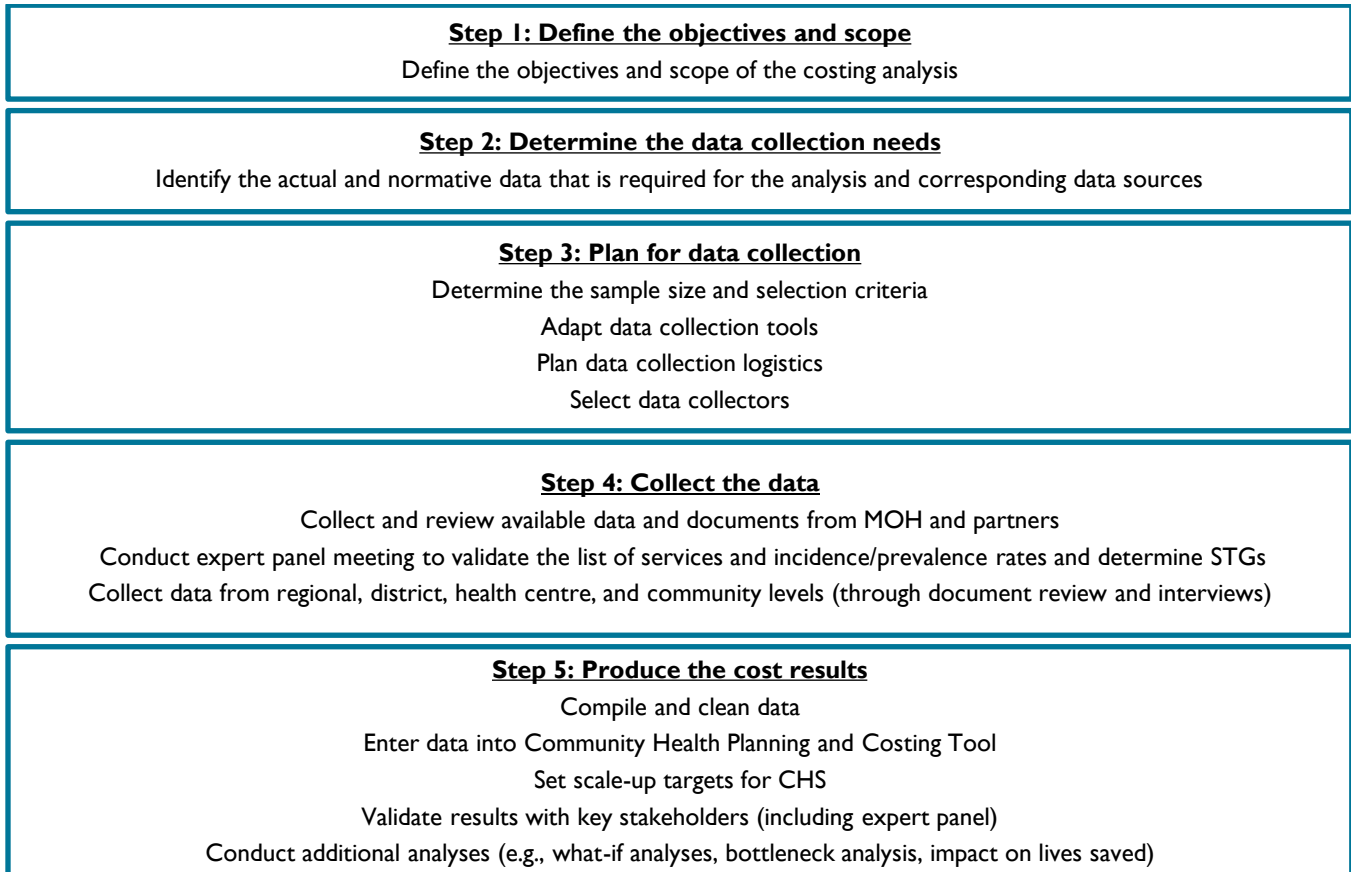 Step 1: Define the objectives and scope
Define the objectives and scope of the costing analysis
Step 2: Determine the data collection needs
Identify the actual and normative data that is required for the analysis and corresponding data sources
Step 3: Plan for data collection
Determine the sample size and selection criteria
Adapt data collection tools
Plan data collection logistics
Select data collectors
Step 4: Collect the data
Collect and review available data and documents from MOH and partners
Conduct expert panel meeting to validate the list of services and incidence/prevalence rates and determine STGs
Collect data from regional, district, health centre, and community levels (through document review and interviews)
Step 5: Produce the cost results
Compile and clean data
Enter data into Community Health Planning and Costing Tool
Set scale-up targets for CHS
Validate results with key stakeholders (including expert panel)
Conduct additional analyses (e.g., what-if analyses, bottleneck analysis, impact on lives saved)